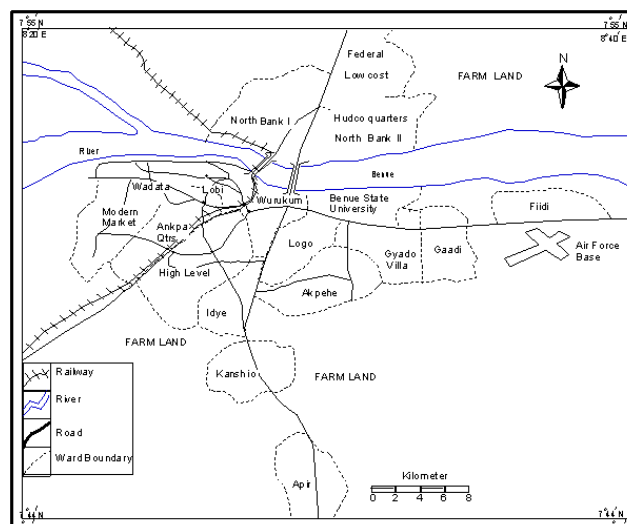 7°55 N
8°20 E
7°55 N
8°40 E
Federal
Low cost
FARM LAND
N
North Bank I
Hudco quarters
North Bank II
River
Benue
Wadata
Lobi
Wurukum
Benue State
University
Fiidi
Modern
Market
Ankpa
Qtrs
Logo
Gyado
Villa
Gaadi
Air Force
Base
High Level
Akpehe
Idye
FARM LAND
Kanshio
FARM LAND
Railway
River
Road
Ward Boundary
Apir
Kilometer
0 2 4 6 8
7°44 N
7°44 N